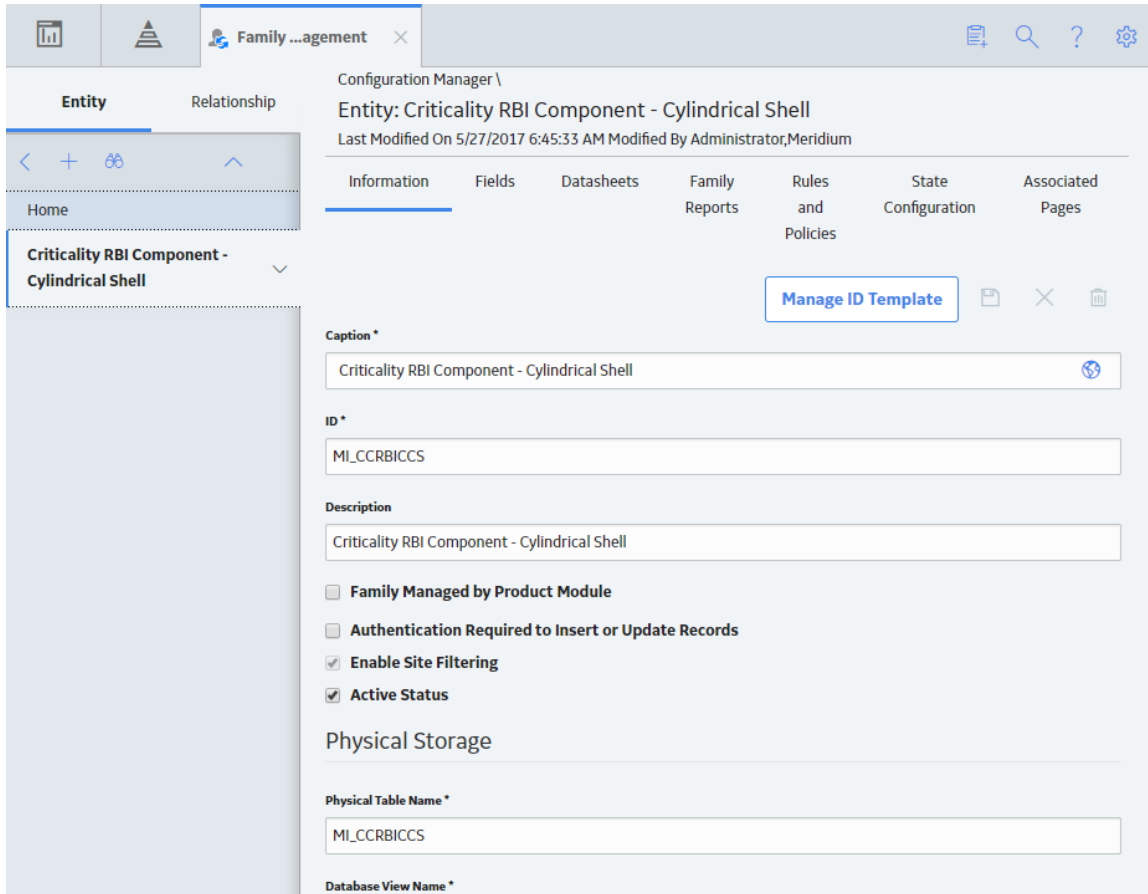 Family ...agement
Entity
Relationship
Home
Criticality RBI Component -
Cylindrical Shell
Configuration Manager \
Entity: Criticality RBI Component - Cylindrical Shell
Last Modified On 5/27/2017 6:45:33 AM Modified By Administrator,Meridium
Information
Fields
Datasheets
Family
Reports
Rules
and
Policies
State
Configuration
Associated
Pages
Manage ID Template
Caption *
Criticality RBI Component - Cylindrical Shell
ID *
MI_CCRBICCS
Description
Criticality RBI Component - Cylindrical Shell
Family Managed by Product Module
Authentication Required to Insert or Update Records
Enable Site Filtering
Active Status
Physical Storage
Physical Table Name *
MI_CCRBICCS
Database View Name *